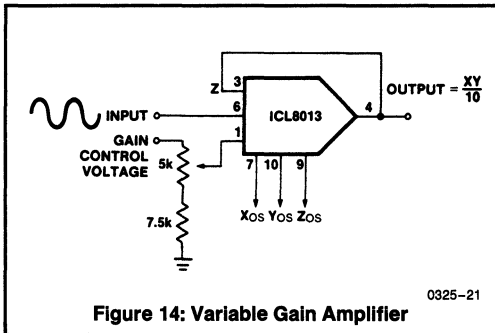 Z
3
OUTPUT = XY/10
INPUT
6
ICL8013
4
GAIN
CONTROL
VOLTAGE
1
5k
7
10
9
7.5k
XOS
YOS
ZOS
0325-21
Figure 14: Variable Gain Amplifier